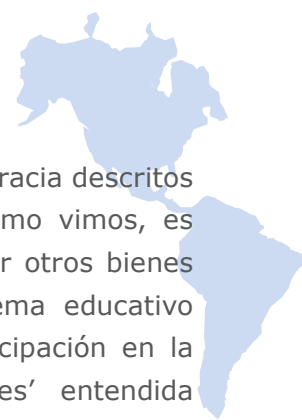 racia descritos
mo vimos, es
r otros bienes
ema educativo
cipación en la
es’ entendida